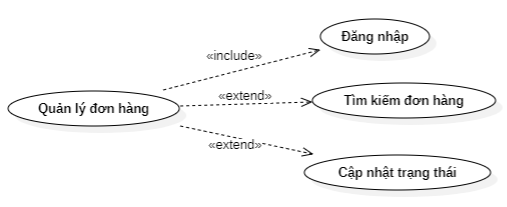 Đăng nhập
«include»
«extend»
Tìm kiếm đơn hàng
Quản lý đơn hàng
«extend»
Cập nhật trạng thái